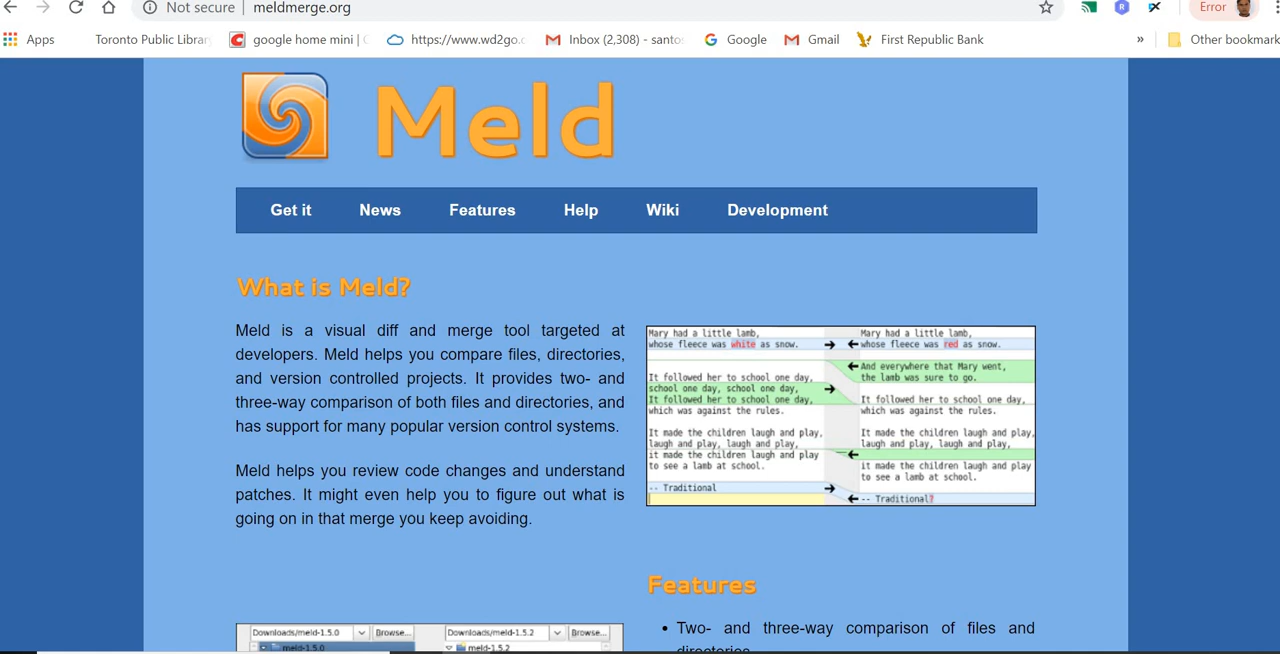 Not secure meldmerge.org Error
Apps Toronto Public Librar google home mini | C https://www.wd2go.c Inbox (2,308) - santos Google Gmail First Republic Bank » Other bookmark
Meld
Get it News Features Help Wiki Development
What is Meld?
Meld is a visual diff and merge tool targeted at
developers. Meld helps you compare files, directories,
and version controlled projects. It provides two- and
three-way comparison of both files and directories, and
has support for many popular version control systems.
Meld helps you review code changes and understand
patches. It might even help you to figure out what is
going on in that merge you keep avoiding.
Mary had a little lamb,
whose fleece was white as snow.
It followed her to school one day,
school one day, school one day,
It followed her to school one day,
which was against the rules.
It made the children laugh and play,
laugh and play, laugh and play,
it made the children laugh and play
to see a lamb at school.
-- Traditional
Mary had a little lamb,
whose fleece was red as snow.
And everywhere that Mary went,
the lamb was sure to go.
It followed her to school one day,
which was against the rules.
It made the children laugh and play,
laugh and play, laugh and play,
it made the children laugh and play
to see a lamb at school.
-- Traditional?
Features
• Two- and three-way comparison of files and
directories
Downloads/meld-1.5.0 Browse... Downloads/meld-1.5.2 Browse...
meld-1.5.0 meld-1.5.2